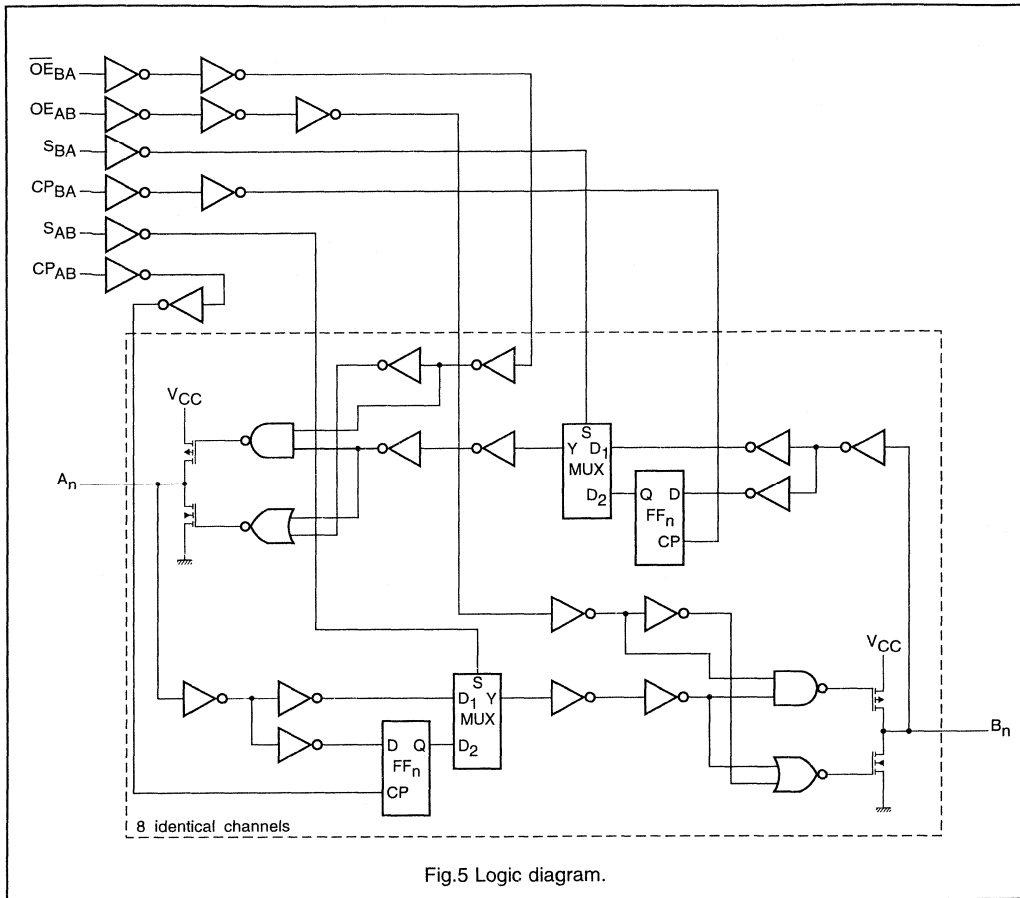 O̅E̅BA
OEAB
SBA
CPBA
SAB
CPAB
VCC
S
Y D1
MUX
D2
Q D
FFn
CP
An
VCC
S
D1 Y
MUX
D2
D Q
FFn
CP
Bn
8 identical channels
Fig.5 Logic diagram.